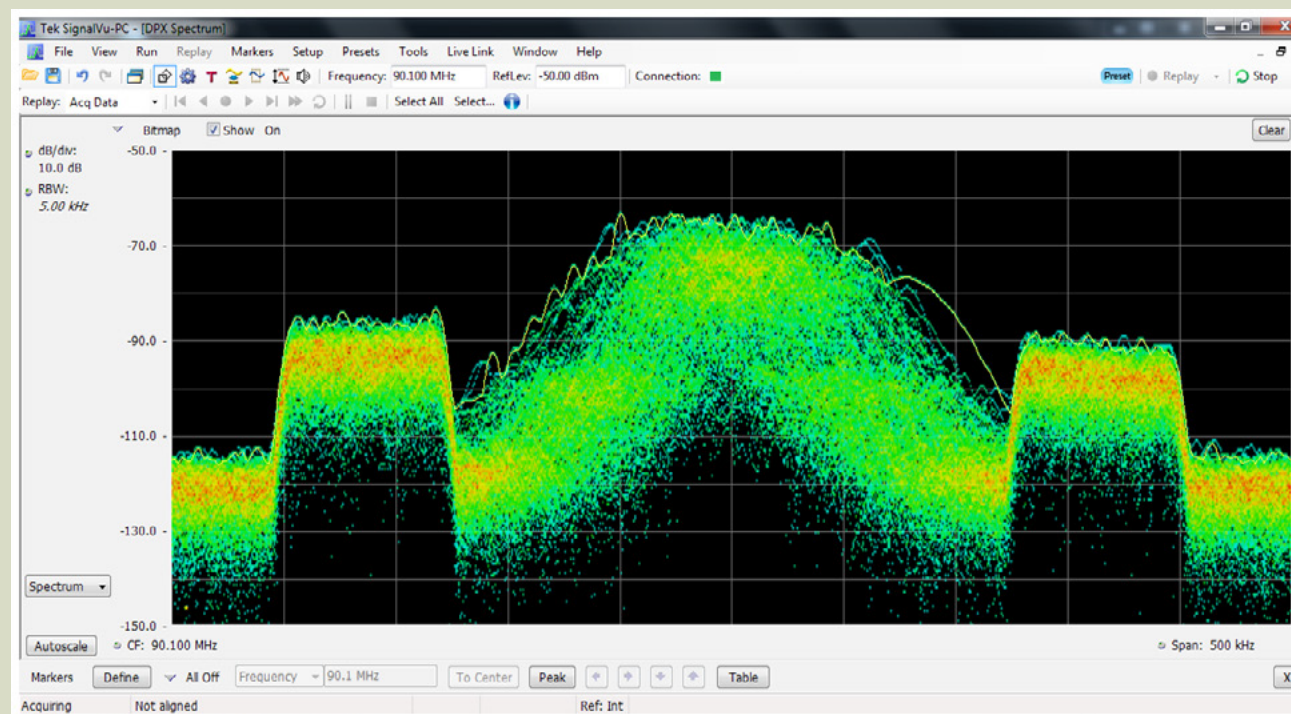 Tek SignalVu-PC - [DPX Spectrum]
File View Run Replay Markers Setup Presets Tools Live Link Window Help
T Frequency: 90.100 MHz RefLev: -50.00 dBm Connection: Preset Replay Stop
Replay: Acq Data Select All Select...
Bitmap Show On Clear
dB/div:
10.0 dB
RBW:
5.00 kHz
-50.0
-70.0
-90.0
-110.0
-130.0
-150.0
Spectrum
Autoscale CF: 90.100 MHz Span: 500 kHz
Markers Define All Off Frequency 90.1 MHz To Center Peak Table X
Acquiring Not aligned Ref: Int